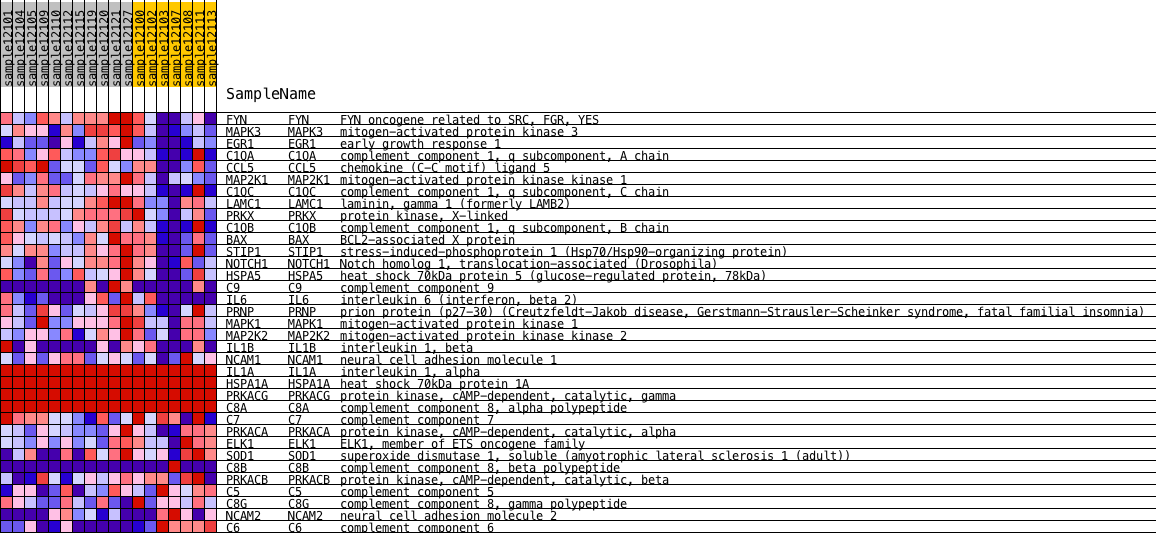 sample12101
sample12104
sample12105
sample12109
sample12110
sample12112
sample12115
sample12119
sample12120
sample12121
sample12127
sample12100
sample12102
sample12103
sample12107
sample12108
sample12111
sample12113
SampleName
FYN FYN FYN oncogene related to SRC, FGR, YES
MAPK3 MAPK3 mitogen-activated protein kinase 3
EGR1 EGR1 early growth response 1
C1QA C1QA complement component 1, q subcomponent, A chain
CCL5 CCL5 chemokine (C-C motif) ligand 5
MAP2K1 MAP2K1 mitogen-activated protein kinase kinase 1
C1QC C1QC complement component 1, q subcomponent, C chain
LAMC1 LAMC1 laminin, gamma 1 (formerly LAMB2)
PRKX PRKX protein kinase, X-linked
C1QB C1QB complement component 1, q subcomponent, B chain
BAX BAX BCL2-associated X protein
STIP1 STIP1 stress-induced-phosphoprotein 1 (Hsp70/Hsp90-organizing protein)
NOTCH1 NOTCH1 Notch homolog 1, translocation-associated (Drosophila)
HSPA5 HSPA5 heat shock 70kDa protein 5 (glucose-regulated protein, 78kDa)
C9 C9 complement component 9
IL6 IL6 interleukin 6 (interferon, beta 2)
PRNP PRNP prion protein (p27-30) (Creutzfeldt-Jakob disease, Gerstmann-Strausler-Scheinker syndrome, fatal familial insomnia)
MAPK1 MAPK1 mitogen-activated protein kinase 1
MAP2K2 MAP2K2 mitogen-activated protein kinase kinase 2
IL1B IL1B interleukin 1, beta
NCAM1 NCAM1 neural cell adhesion molecule 1
IL1A IL1A interleukin 1, alpha
HSPA1A HSPA1A heat shock 70kDa protein 1A
PRKACG PRKACG protein kinase, cAMP-dependent, catalytic, gamma
C8A C8A complement component 8, alpha polypeptide
C7 C7 complement component 7
PRKACA PRKACA protein kinase, cAMP-dependent, catalytic, alpha
ELK1 ELK1 ELK1, member of ETS oncogene family
SOD1 SOD1 superoxide dismutase 1, soluble (amyotrophic lateral sclerosis 1 (adult))
C8B C8B complement component 8, beta polypeptide
PRKACB PRKACB protein kinase, cAMP-dependent, catalytic, beta
C5 C5 complement component 5
C8G C8G complement component 8, gamma polypeptide
NCAM2 NCAM2 neural cell adhesion molecule 2
C6 C6 complement component 6